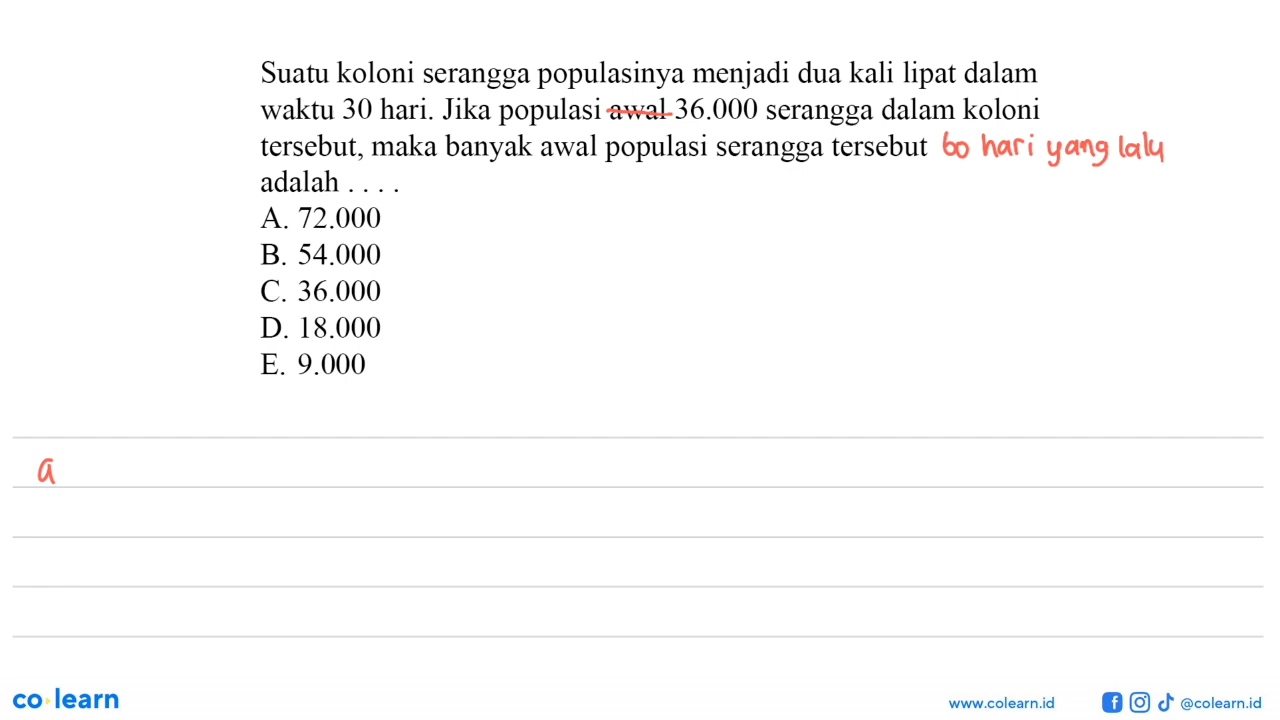 Suatu koloni serangga populasinya menjadi dua kali lipat dalam
waktu 30 hari. Jika populasi awal 36.000 serangga dalam koloni
tersebut, maka banyak awal populasi serangga tersebut 60 hari yang lalu
adalah . . . .
A. 72.000
B. 54.000
C. 36.000
D. 18.000
E. 9.000
a
co learn
www.colearn.id @colearn.id